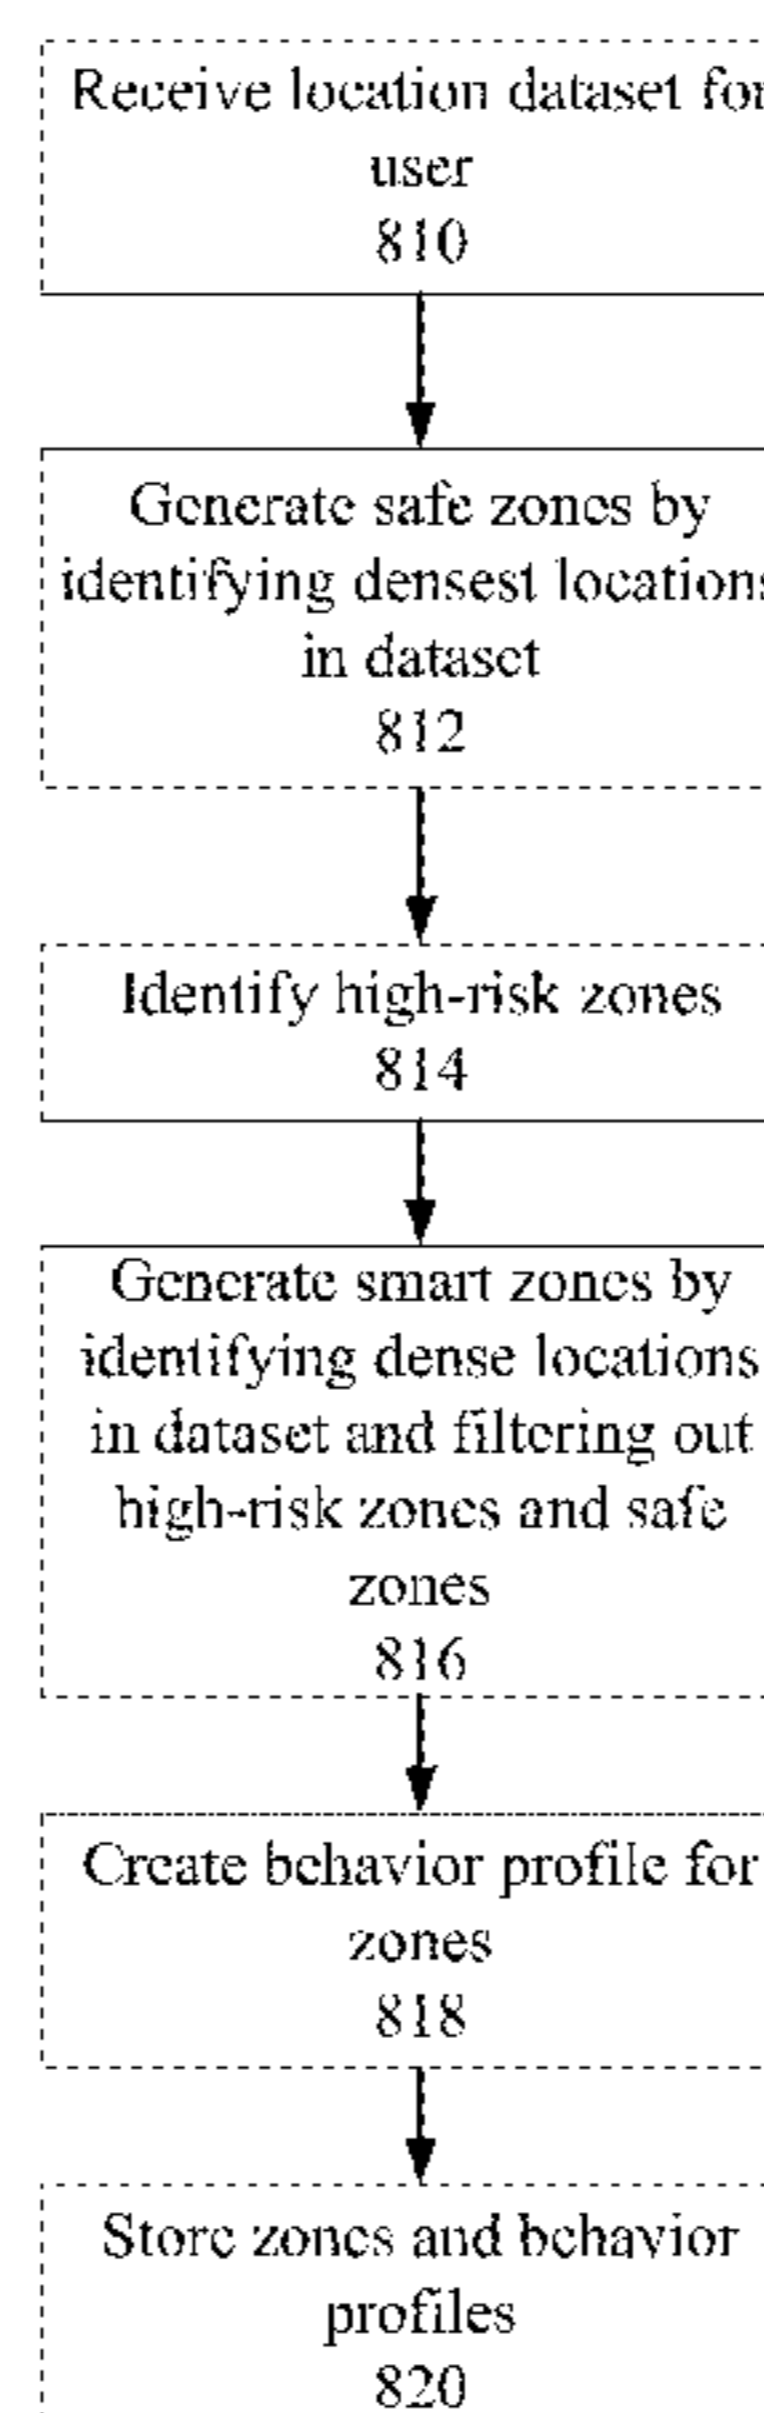 Receive location dataset for
user
810
Generate safe zones by
identifying densest locations
in dataset
812
Identify high-risk zones
814
Generate smart zones by
identifying dense locations
in dataset and filtering out
high-risk zones and safe
zones
816
Create behavior profile for
zones
818
Store zones and behavior
profiles
820